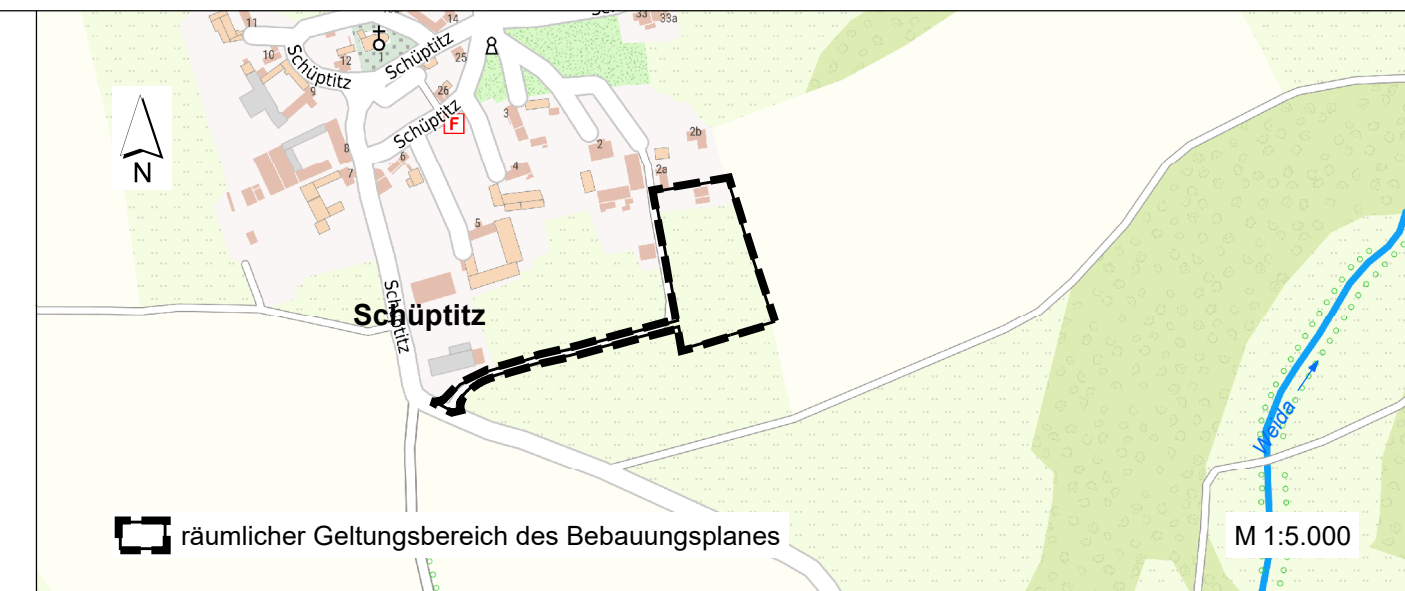 11
14
33
33a
10
12
Schüptitz
Schüptitz
25
9
26
Schüptitz
F
3
8
7
6
4
2
2b
2a
5
N
Schüptitz
Schüptitz
Weida
räumlicher Geltungsbereich des Bebauungsplanes
M 1:5.000